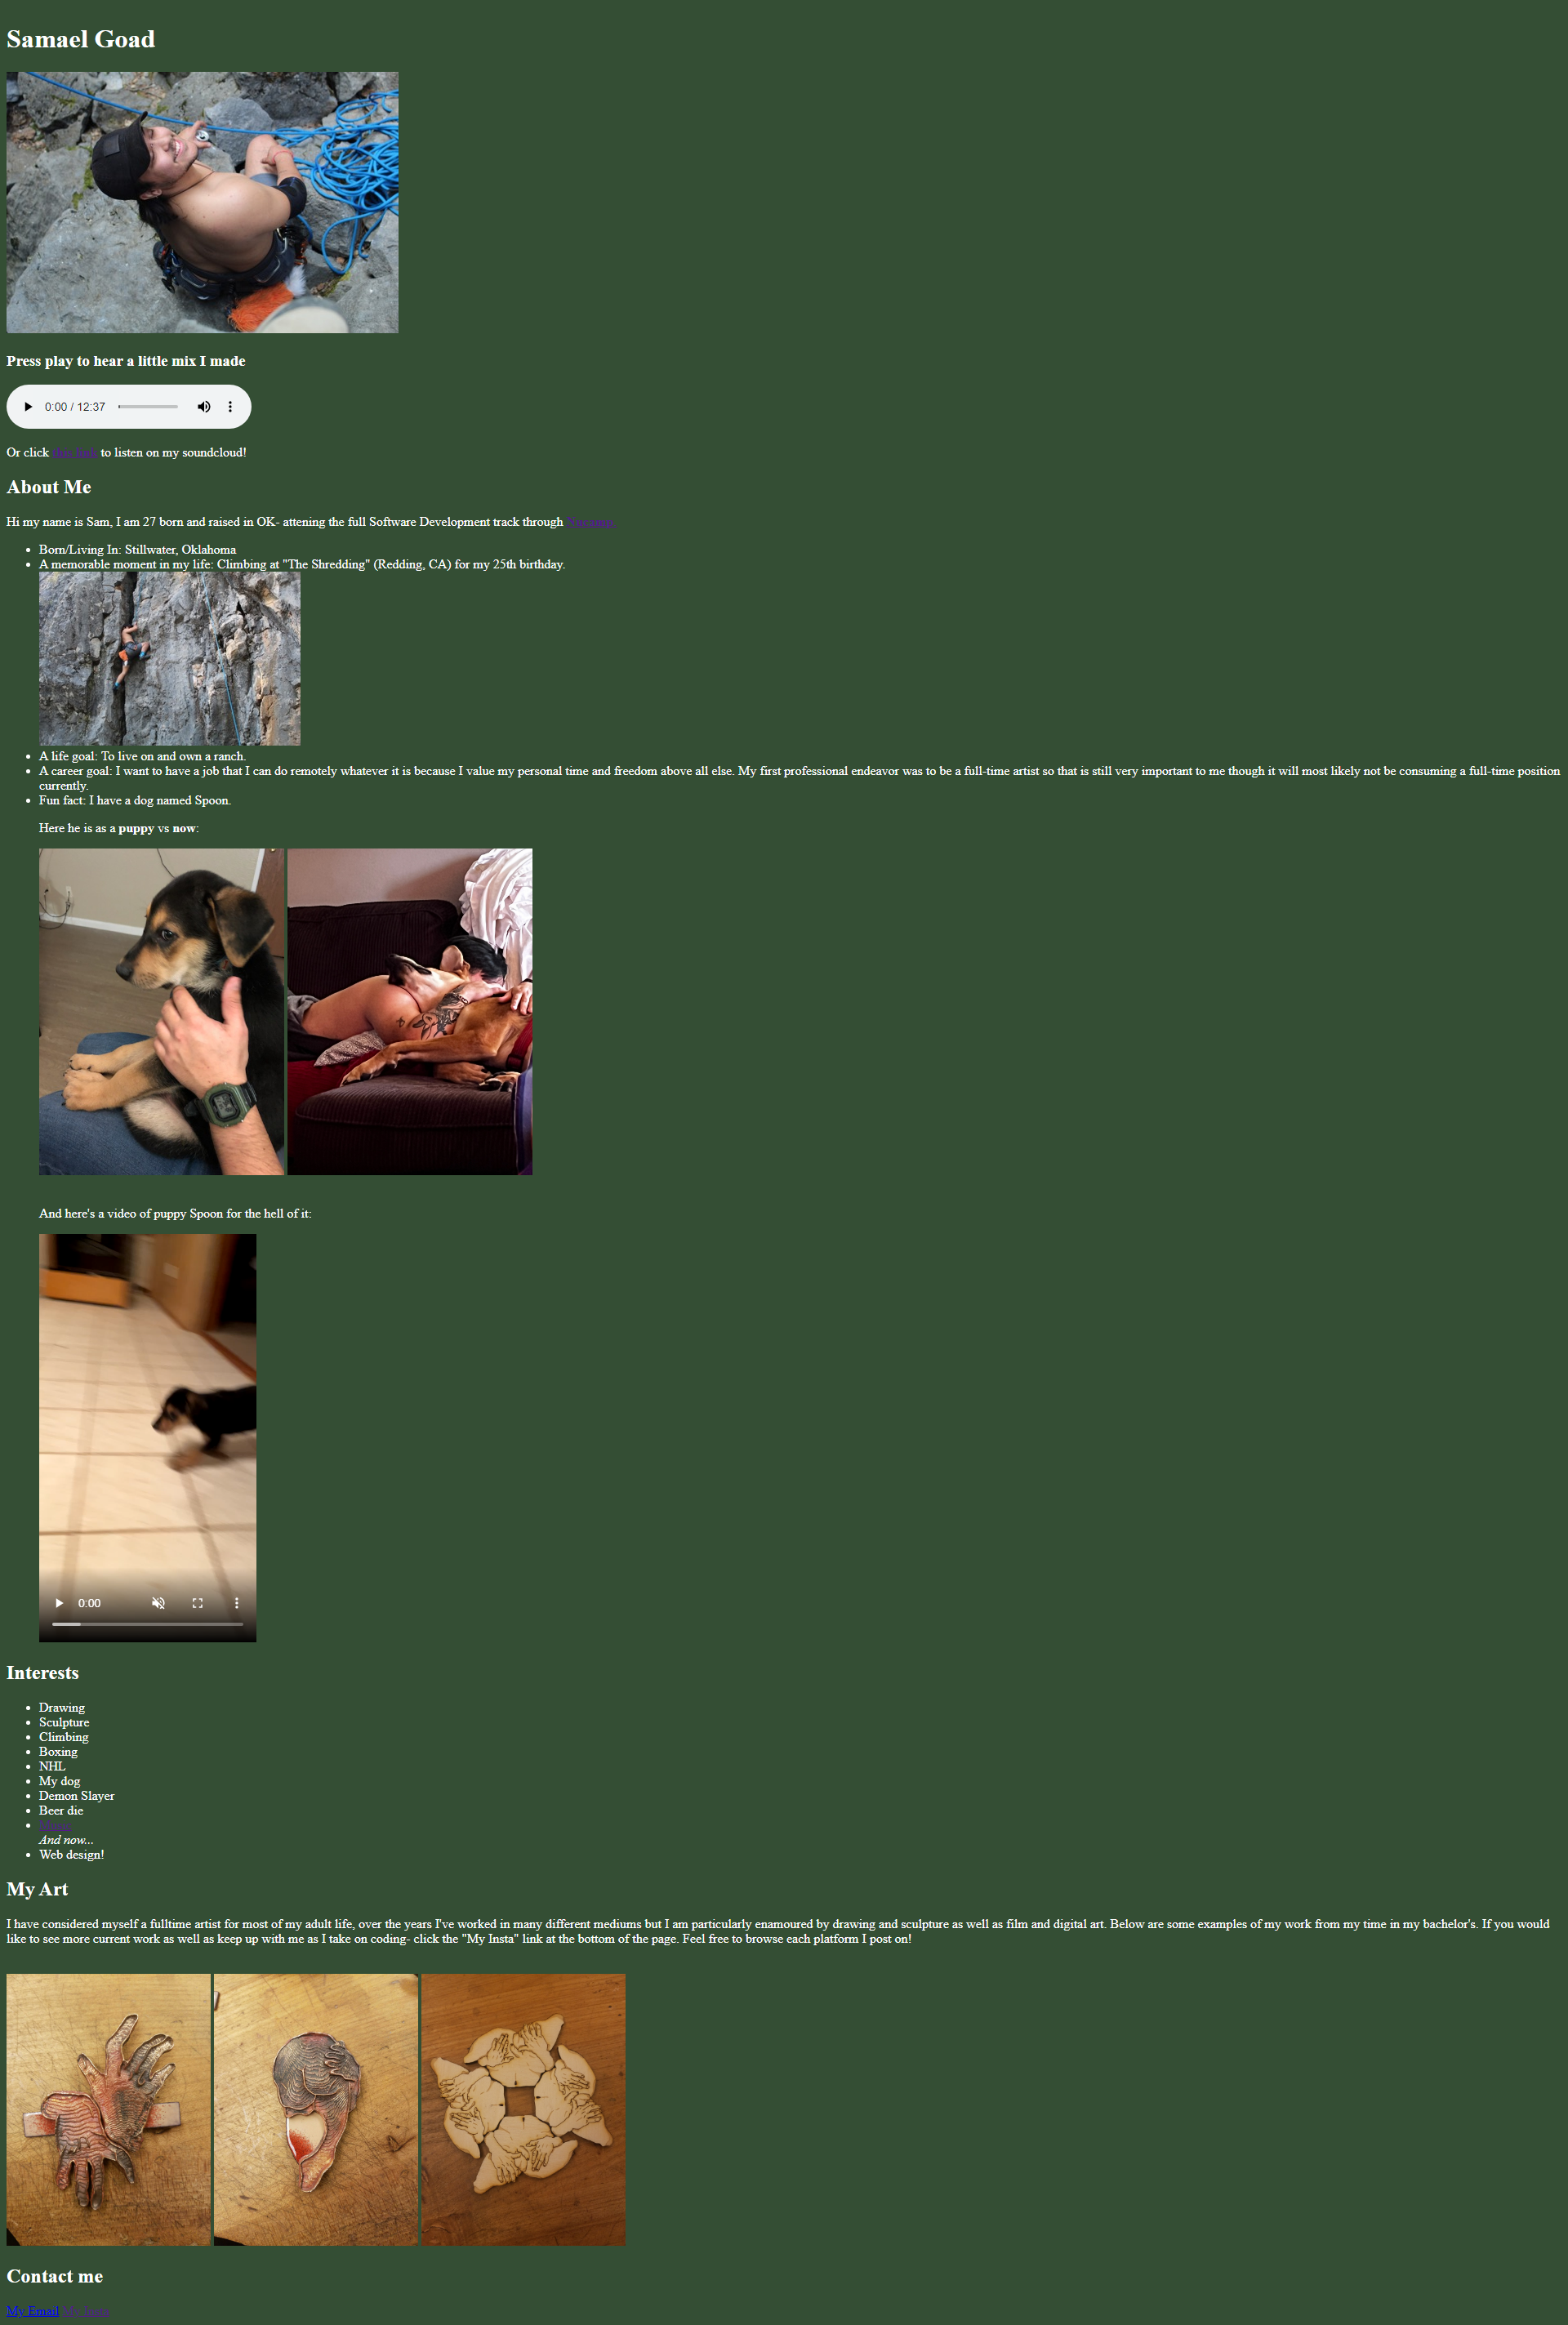 Samael Goad
Press play to hear a little mix I made
0:00 / 12:37
Or click this link to listen on my soundcloud!
About Me
Hi my name is Sam, I am 27 born and raised in OK- attening the full Software Development track through Nucamp
Born/Living In: Stillwater, Oklahoma
A memorable moment in my life: Climbing at "The Shredding" (Redding, CA) for my 25th birthday.
A life goal: To live on and own a ranch.
A career goal: I want to have a job that I can do remotely whatever it is because I value my personal time and freedom above all else. My first professional endeavor was to be a full-time artist so that is still very important to me though it will most likely not be consuming a full-time position
currently.
Fun fact: I have a dog named Spoon.
Here he is as a puppy vs now:
And here's a video of puppy Spoon for the hell of it:
0:00
Interests
Drawing
Sculpture
Climbing
Boxing
NHL
My dog
Demon Slayer
Beer die
Music
And now...
Web design!
My Art
I have considered myself a fulltime artist for most of my adult life, over the years I've worked in many different mediums but I am particularly enamoured by drawing and sculpture as well as film and digital art. Below are some examples of my work from my time in my bachelor's. If you would
like to see more current work as well as keep up with me as I take on coding- click the "My Insta" link at the bottom of the page. Feel free to browse each platform I post on!
Contact me
My Email My Insta